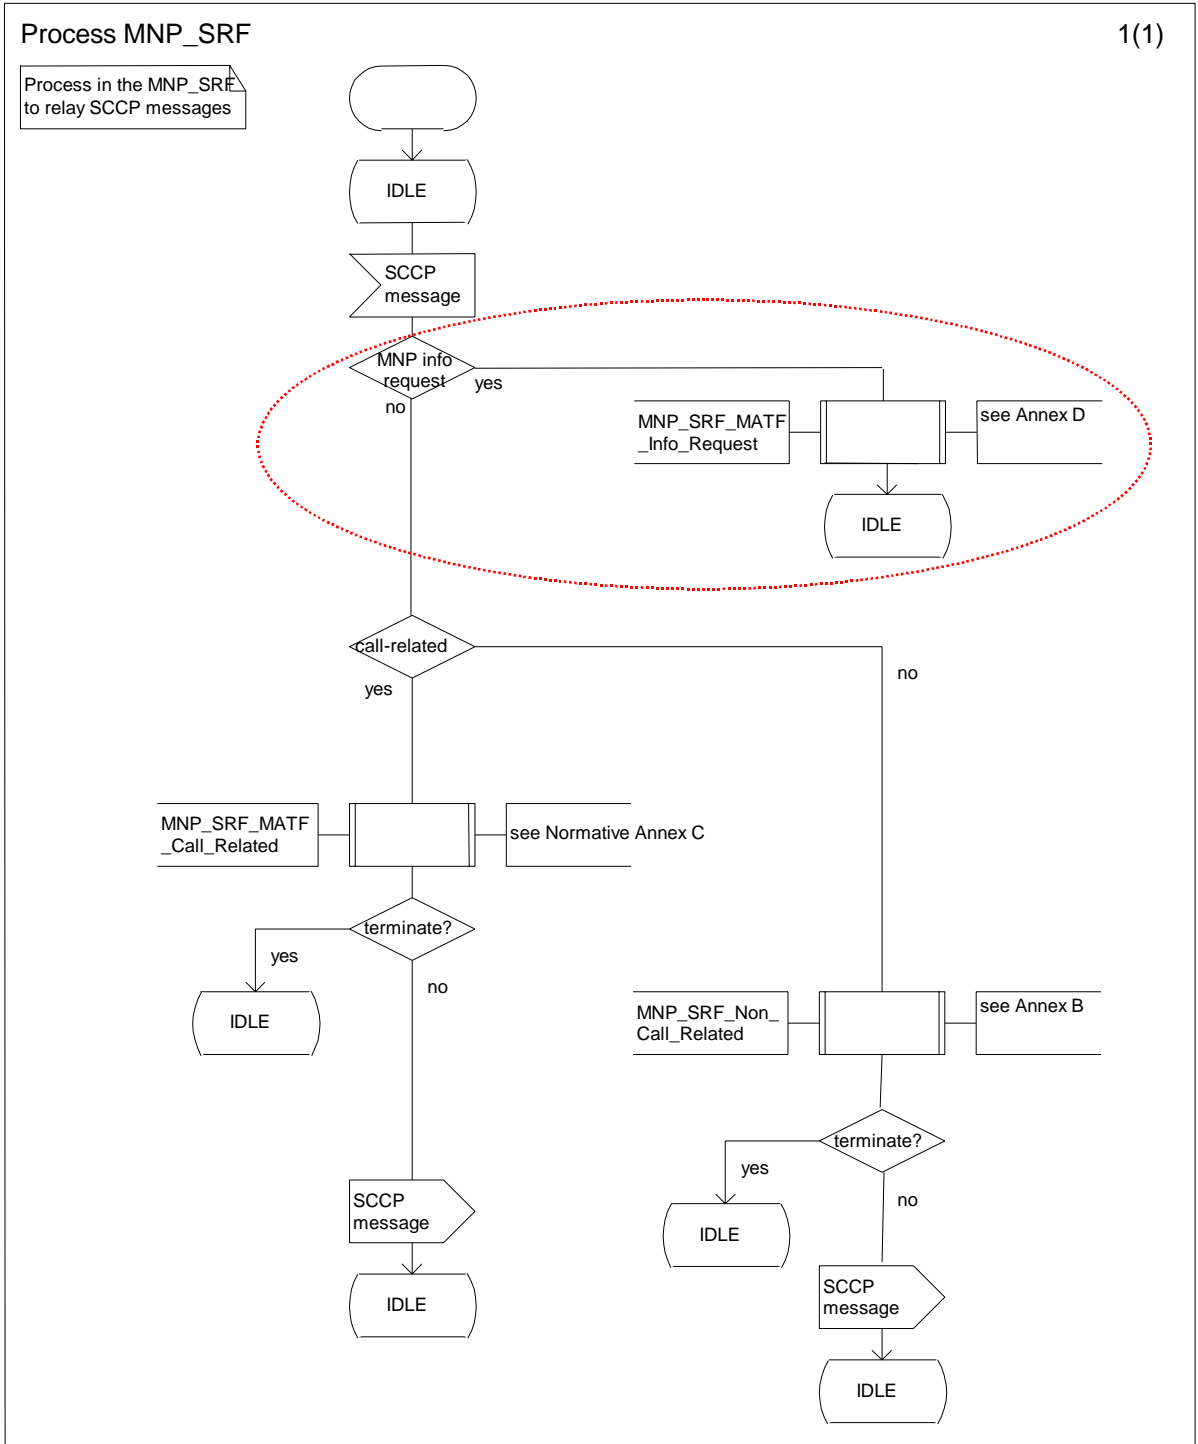 Process MNP_SRF
1(1)
Process in the MNP_SRF
to relay SCCP messages
IDLE
SCCP
message
MNP info
request
yes
no
MNP_SRF_MATF
_Info_Request
see Annex D
IDLE
call-related
yes
no
MNP_SRF_MATF
_Call_Related
see Normative Annex C
terminate?
yes
no
IDLE
MNP_SRF_Non_
Call_Related
see Annex B
terminate?
yes
no
IDLE
SCCP
message
IDLE
SCCP
message
IDLE